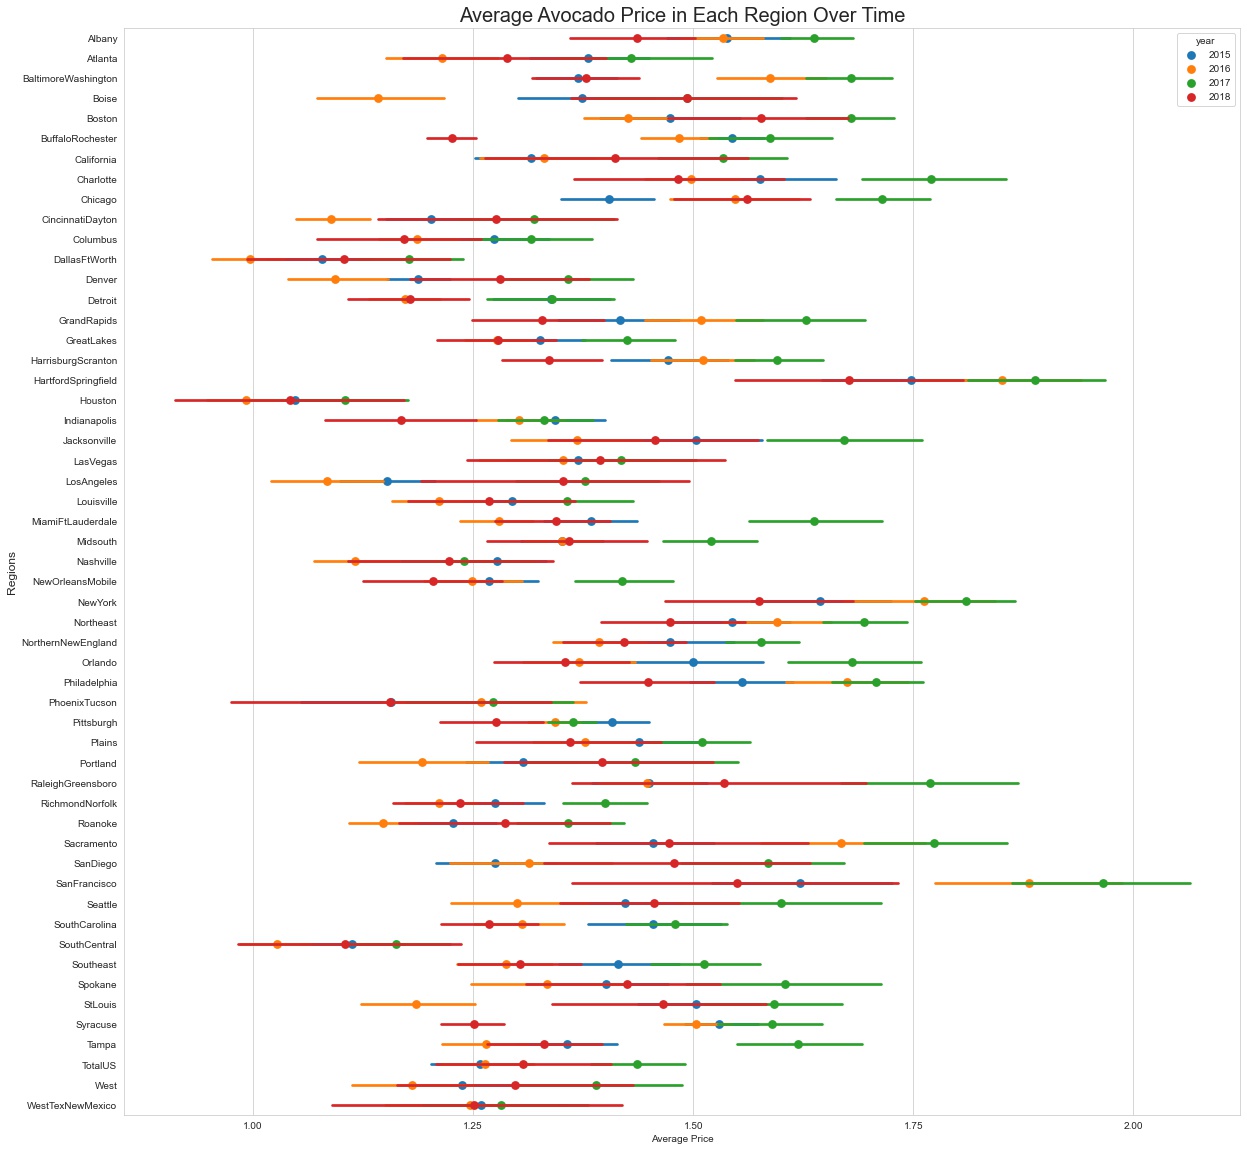 Average Avocado Price in Each Region Over Time
year
2015
2016
2017
2018
Albany
Atlanta
BaltimoreWashington
Boise
Boston
BuffaloRochester
California
Charlotte
Chicago
CincinnatiDayton
Columbus
DallasFtWorth
Denver
Detroit
GrandRapids
GreatLakes
HarrisburgScranton
HartfordSpringfield
Houston
Indianapolis
Jacksonville
LasVegas
LosAngeles
Louisville
MiamiFtLauderdale
Midsouth
Nashville
NewOrleansMobile
NewYork
Northeast
NorthernNewEngland
Orlando
Philadelphia
PhoenixTucson
Pittsburgh
Plains
Portland
RaleighGreensboro
RichmondNorfolk
Roanoke
Sacramento
SanDiego
SanFrancisco
Seattle
SouthCarolina
SouthCentral
Southeast
Spokane
StLouis
Syracuse
Tampa
TotalUS
West
WestTexNewMexico
Regions
1.00 1.25 1.50 1.75 2.00
Average Price